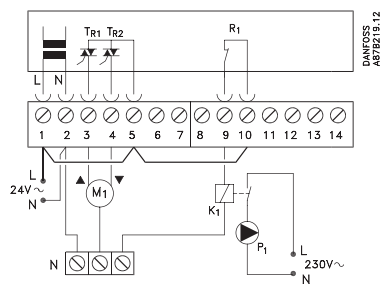 TR1 TR2 R1
L N
DANFOSS
A87B219.12
1 2 3 4 5 6 7 8 9 10 11 12 13 14
L
24V~
N
M1
K1
P1
L
230V~
N
N